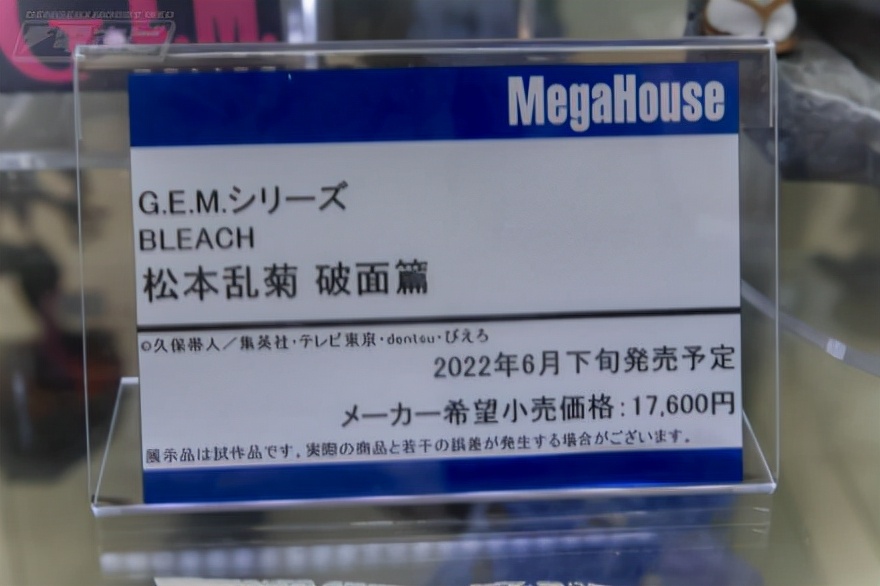 MegaHouse
G.E.M.シリーズ
BLEACH
松本乱菊 破面篇
©久保帯人／集英社・テレビ東京・dentsu・ぴえろ
2022年6月下旬発売予定
メーカー希望小売価格：17,600円
展示品は試作品です。実際の商品と若干の誤差が発生する場合がございます。